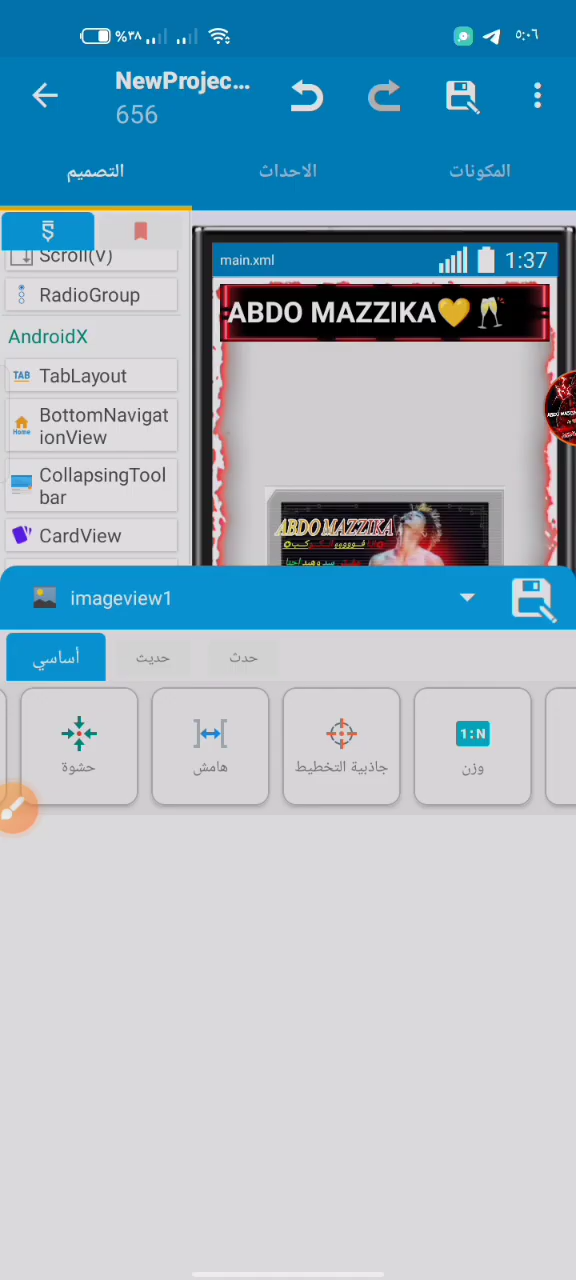 %٣٨
٥:٠٦
NewProjec...
656
التصميم
الاحداث
المكونات
Scroll(V)
RadioGroup
AndroidX
TAB TabLayout
Home BottomNavigat
ionView
CollapsingTool
bar
CardView
main.xml
1:37
ABDO MAZZIKA💛🥂
ABDO MAZZIKA
imageview1
أساسي
حديث
حدث
حشوة
هامش
جاذبية التخطيط
1:N
وزن